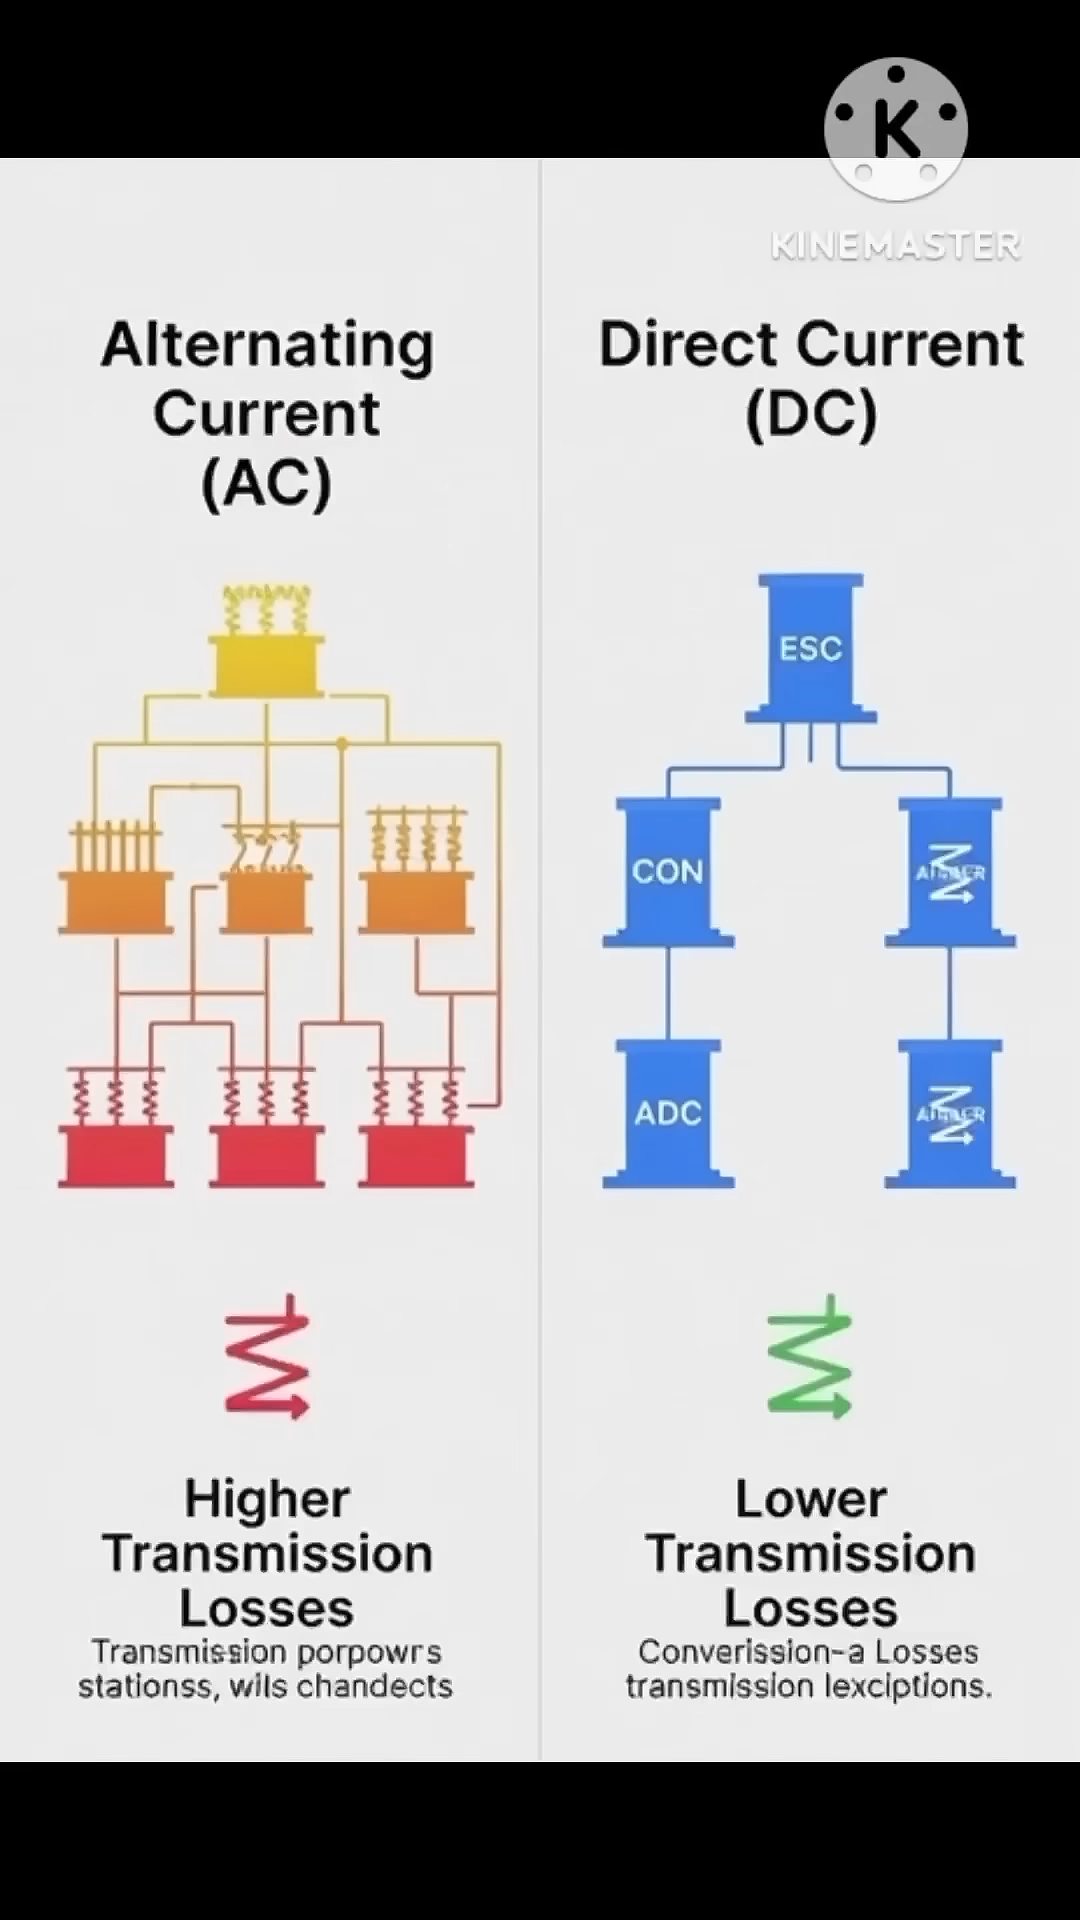 K
KINEMASTER
Alternating
Current
(AC)
Direct Current
(DC)
ESC
CON
ADC
Higher
Transmission
Losses
Transmission porpowrs
stationss, wils chandects
Lower
Transmission
Losses
Converission-a Losses
transmission lexciptions.